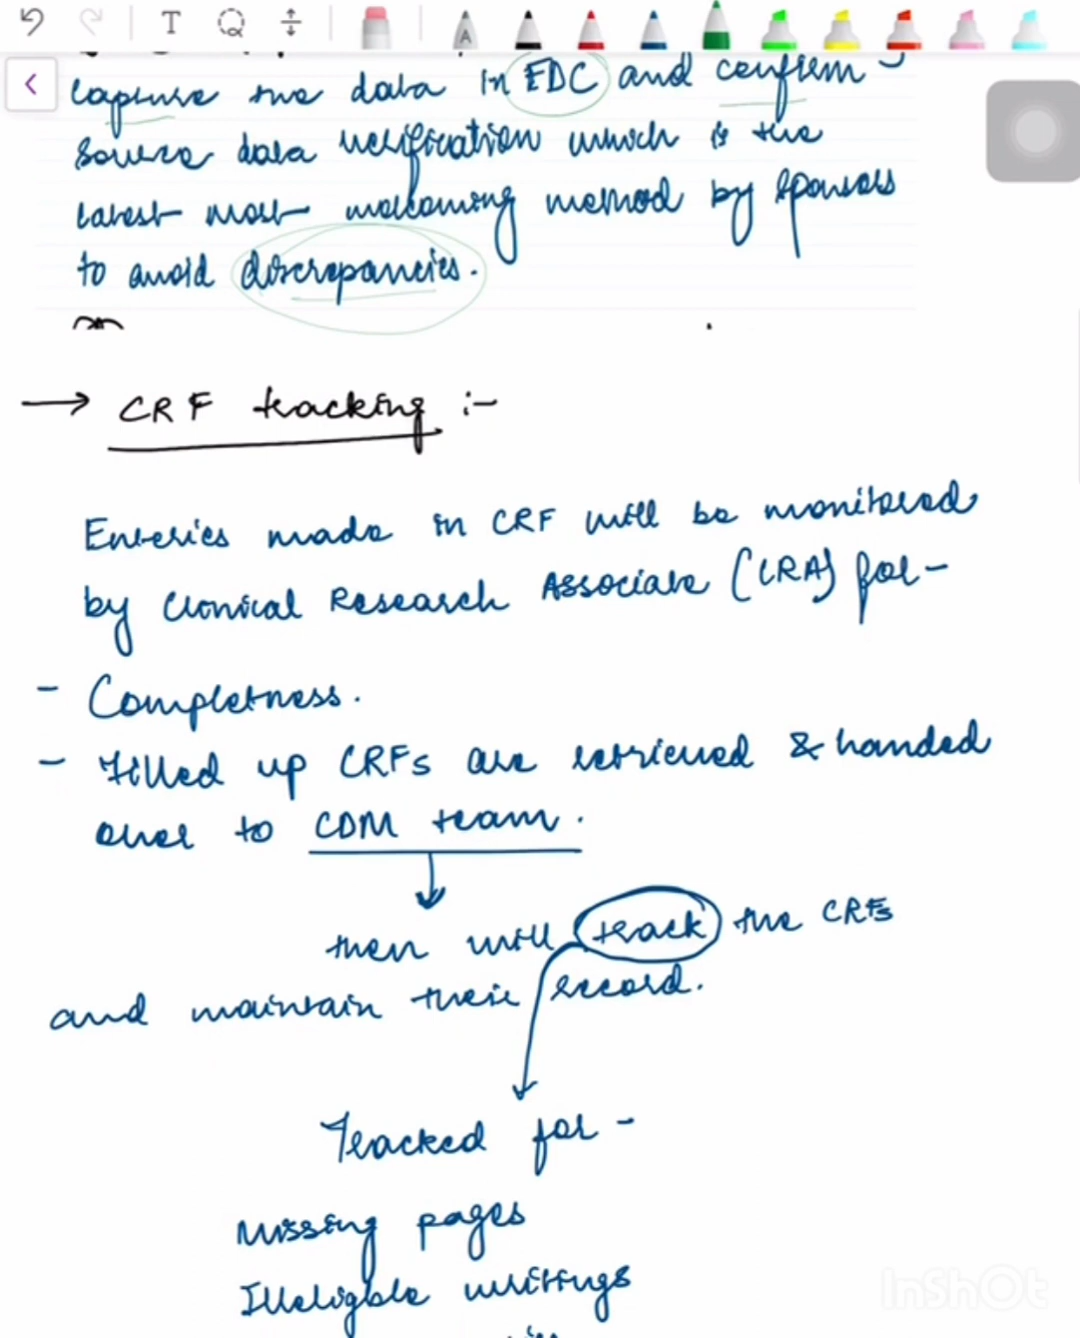 T
A
capture the data in EDC and confirm
Source data verification which is the
latest most welcoming method by sponsors
to avoid discrepancies.
→ CRF tracking :-
Enteries made in CRF will be monitored
by Clonical Research Associate (CRA) for-
- Completness.
- Filled up CRFs are retrieved & handed
over to CDM team.
then will track the CRFs
and maintain their record.
Tracked for -
Missing pages
Illeligble writings
InShOt